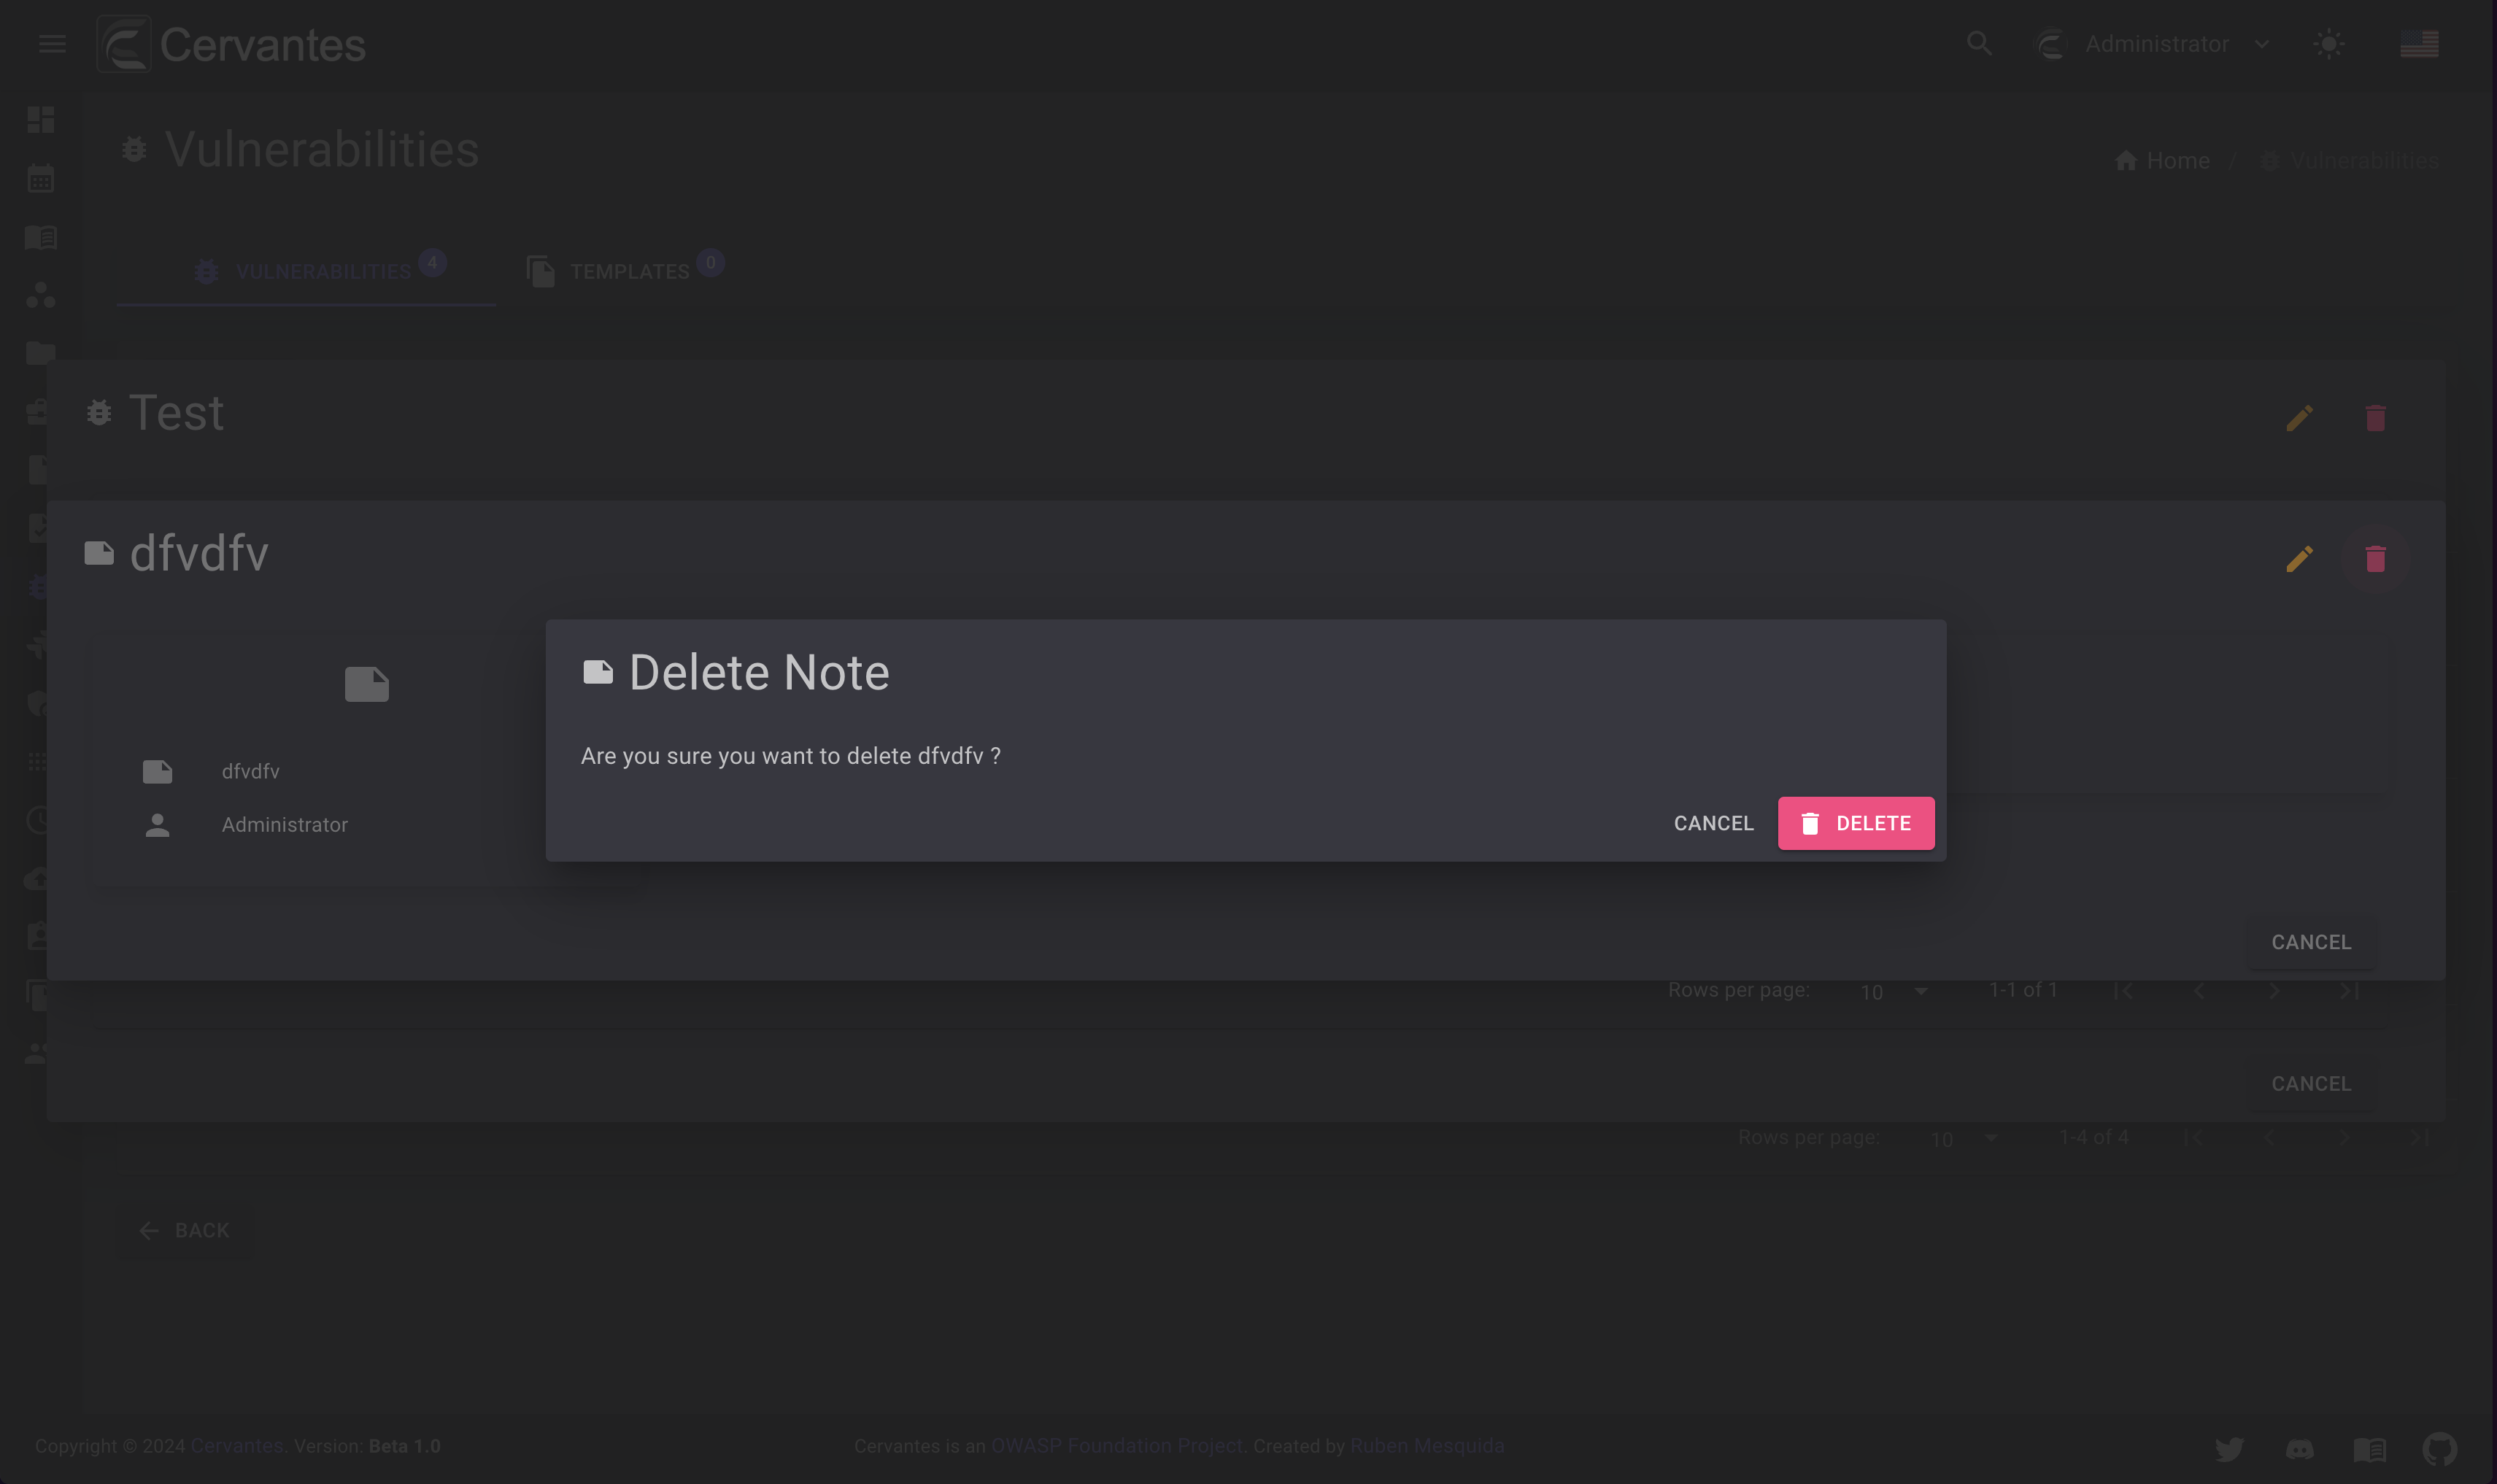 Cervantes
Administrator
Vulnerabilities
Home / Vulnerabilities
VULNERABILITIES 4
TEMPLATES 0
Test
dfvdfv
Delete Note
Are you sure you want to delete dfvdfv ?
dfvdfv
Administrator
CANCEL
DELETE
CANCEL
Rows per page: 10 1-1 of 1
CANCEL
Rows per page: 10 1-4 of 4
BACK
Copyright © 2024 Cervantes. Version: Beta 1.0
Cervantes is an OWASP Foundation Project. Created by Ruben Mesquida